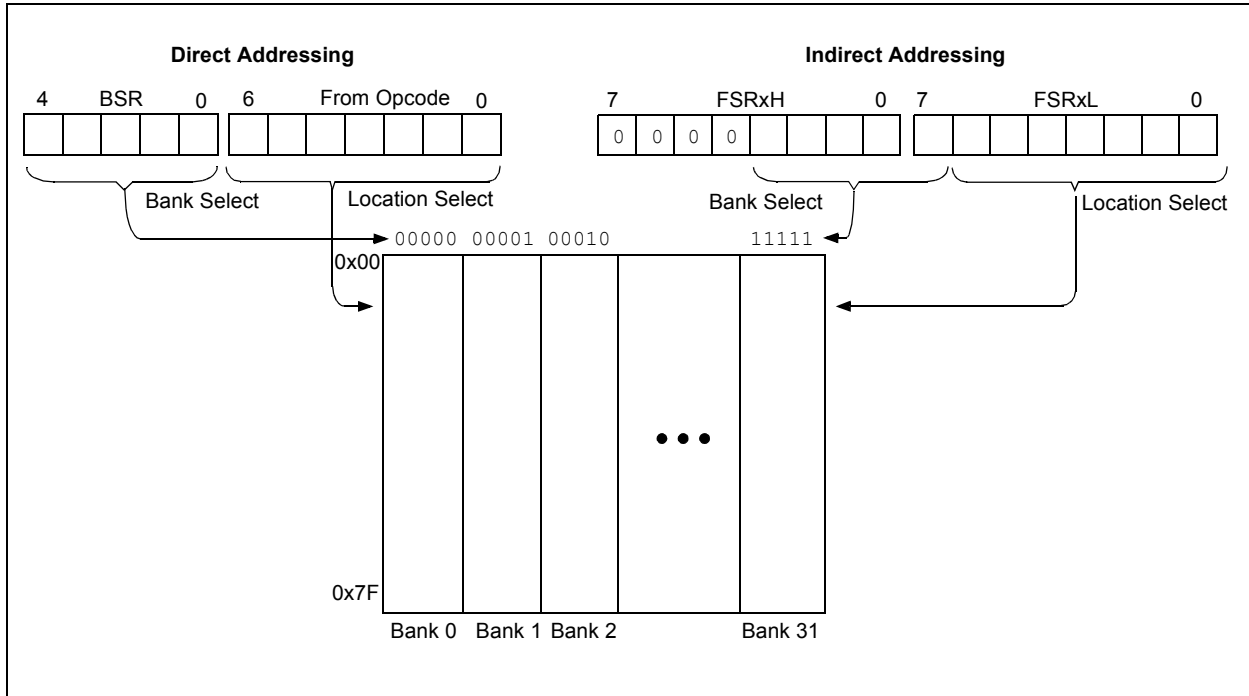 Direct Addressing
Indirect Addressing
4 BSR 0 6 From Opcode 0
7 FSRxH 0 7 FSRxL 0
0 0 0 0
Bank Select
Location Select
Bank Select
Location Select
00000 00001 00010 11111
0x00
0x7F
Bank 0 Bank 1 Bank 2 Bank 31